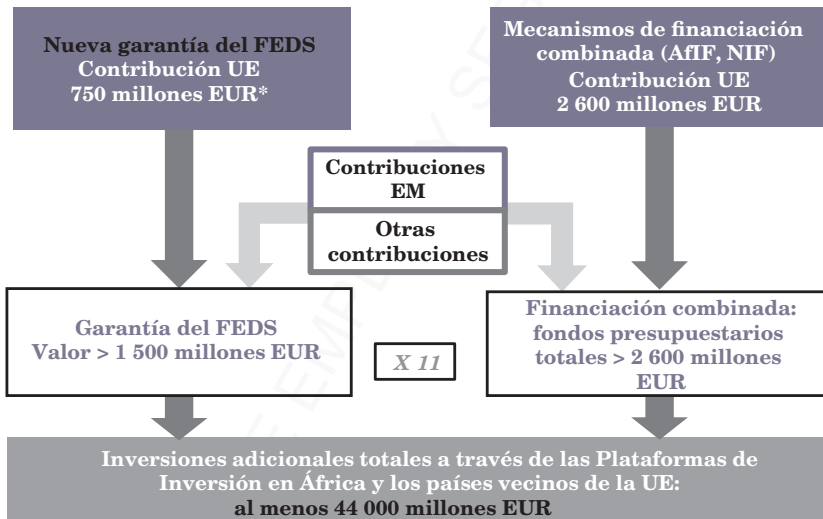 Nueva garantía del FEDS
Contribución UE
750 millones EUR*
Mecanismos de financiación
combinada (AfIF, NIF)
Contribución UE
2 600 millones EUR
Contribuciones
EM
Otras
contribuciones
Garantía del FEDS
Valor > 1 500 millones EUR
X 11
Financiación combinada:
fondos presupuestarios
totales > 2 600 millones
EUR
Inversiones adicionales totales a través de las Plataformas de
Inversión en África y los países vecinos de la UE:
al menos 44 000 millones EUR